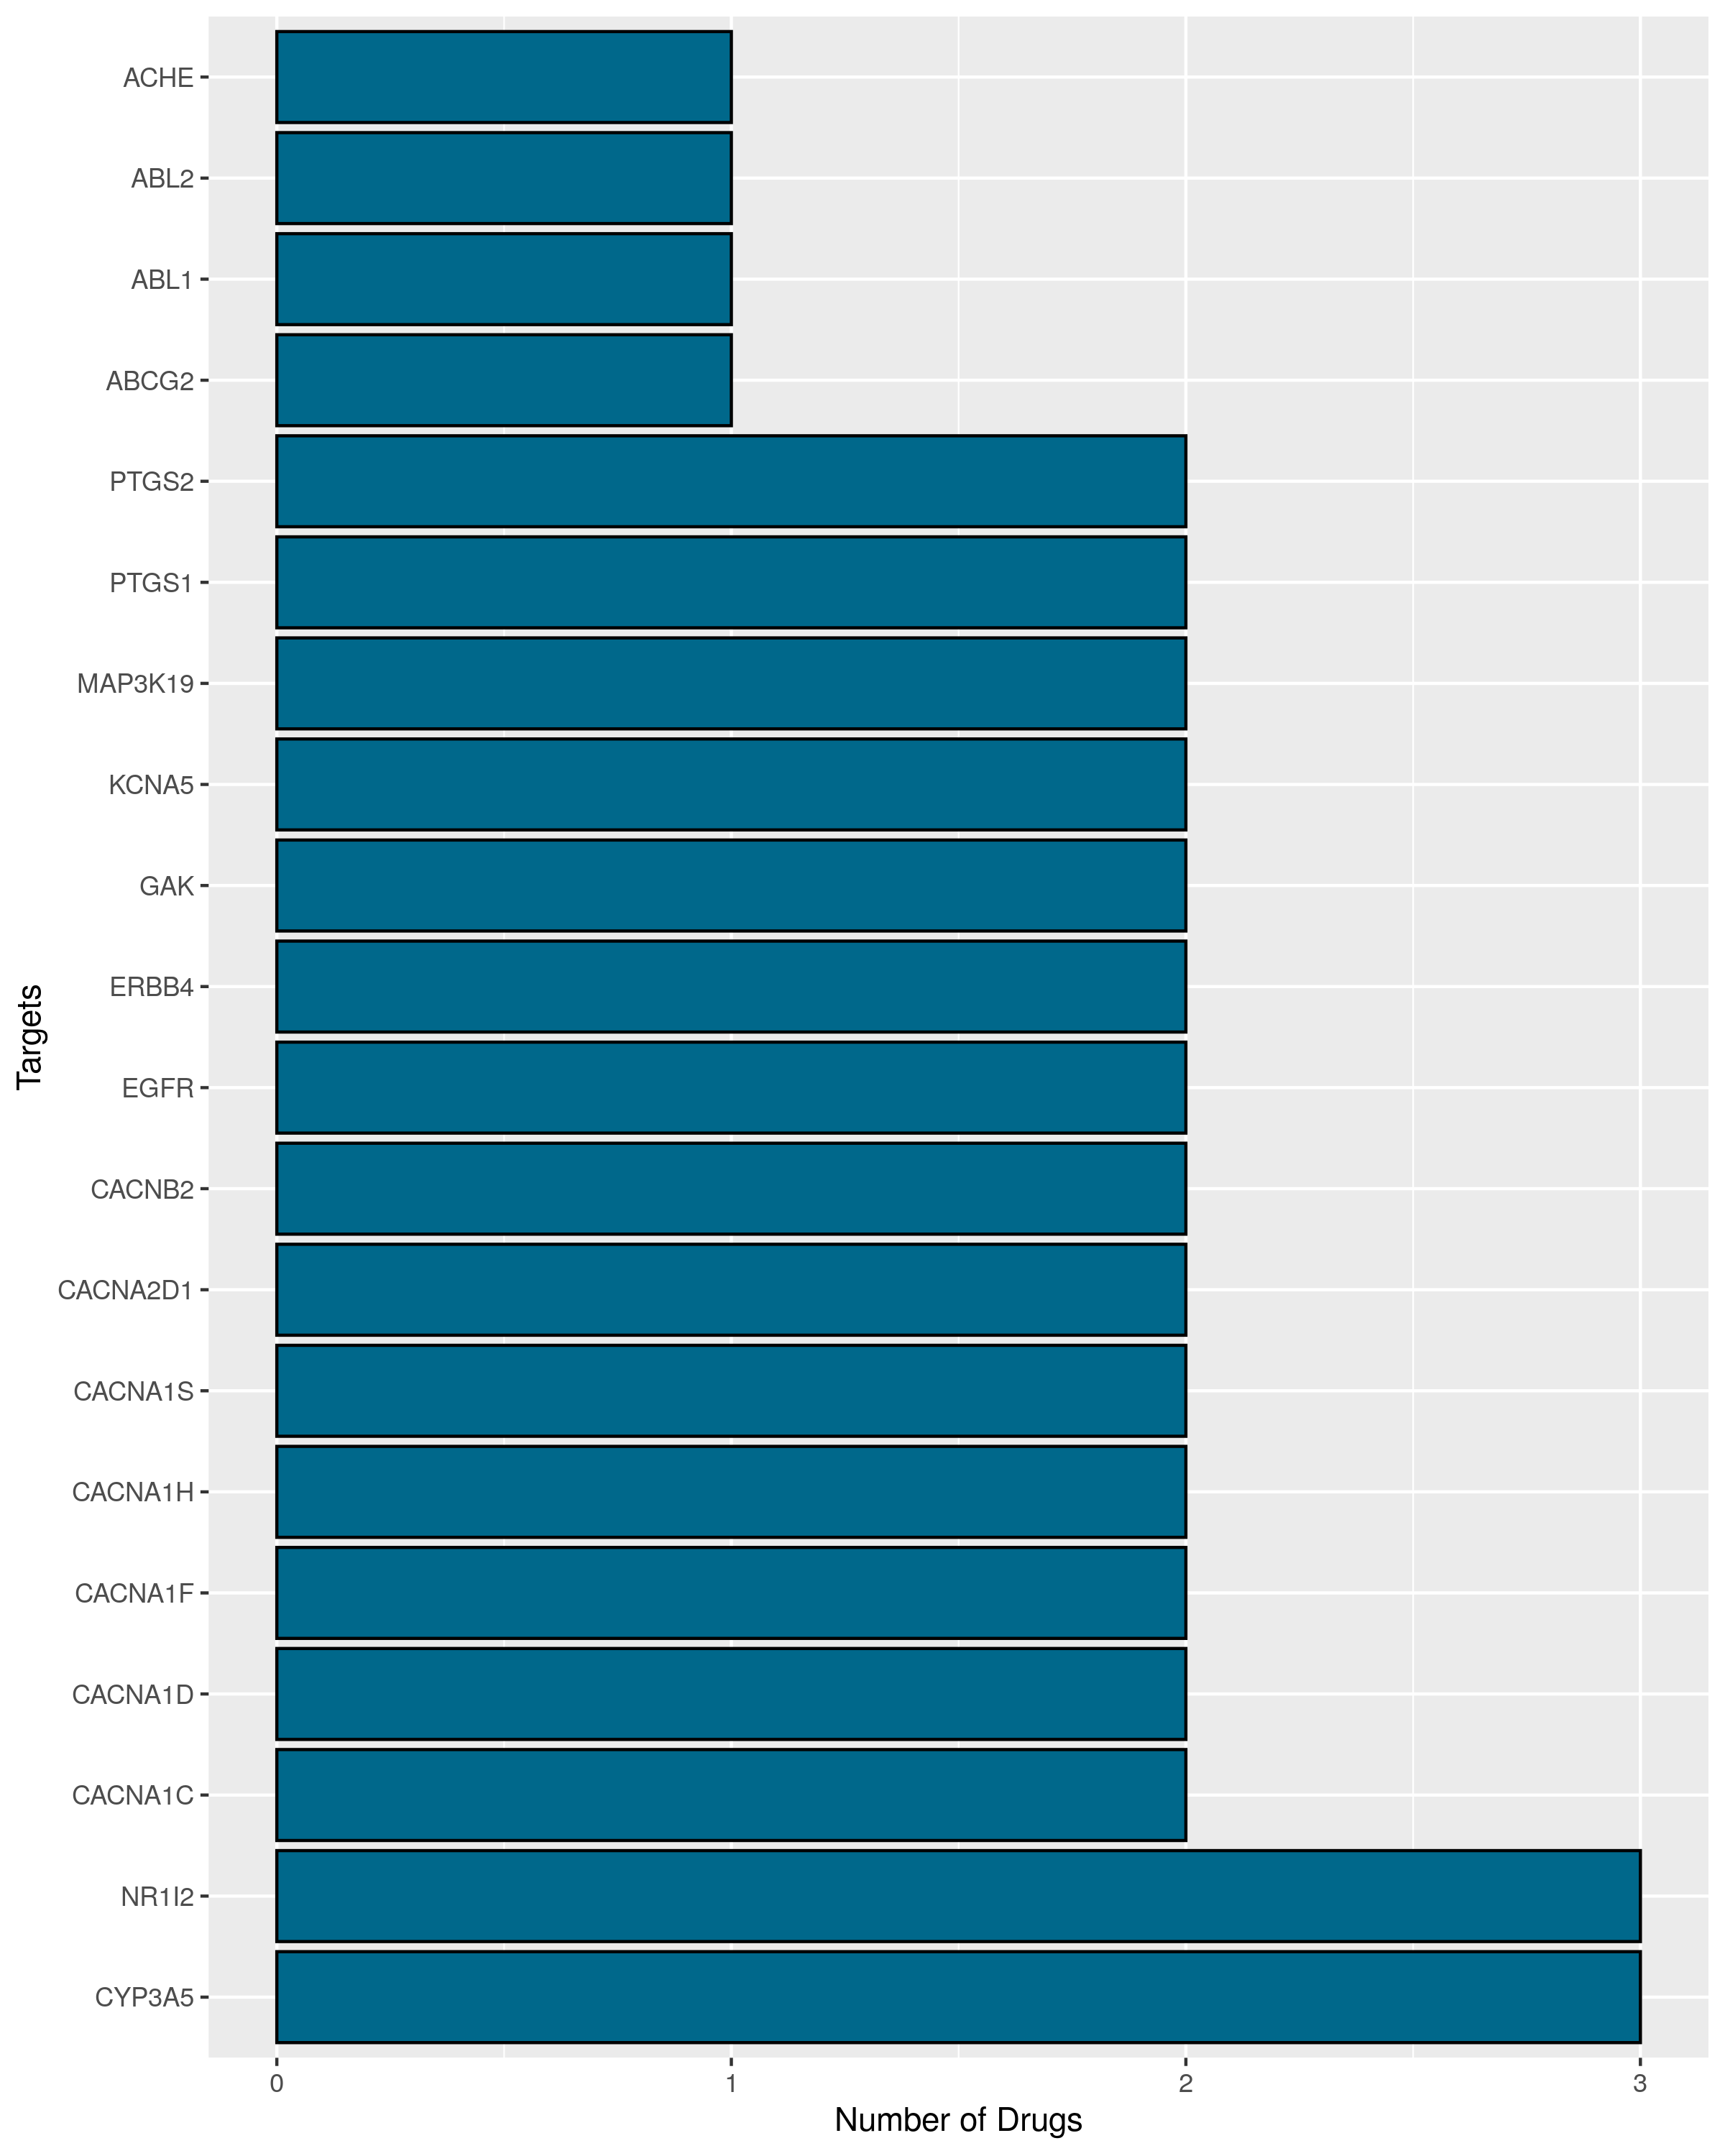 ACHE
ABL2
ABL1
ABCG2
PTGS2
PTGS1
MAP3K19
KCNA5
GAK
ERBB4
EGFR
CACNB2
CACNA2D1
CACNA1S
CACNA1H
CACNA1F
CACNA1D
CACNA1C
NR1I2
CYP3A5
Targets
0 1 2 3
Number of Drugs